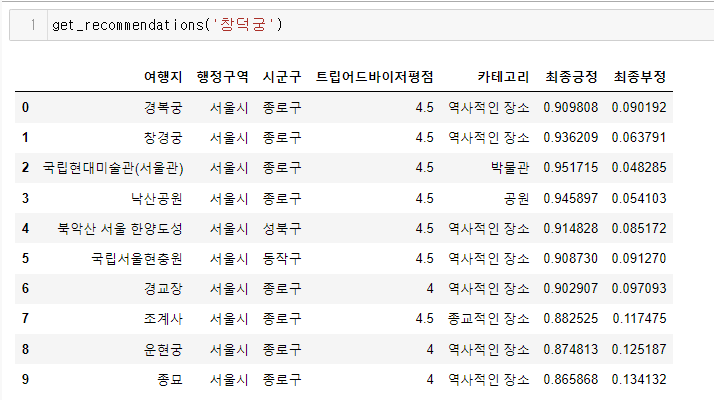 1 get_recommendations('창덕궁')
여행지 행정구역 시군구 트립어드바이저평점 카테고리 최종긍정 최종부정
0 경복궁 서울시 종로구 4.5 역사적인 장소 0.909808 0.090192
1 창경궁 서울시 종로구 4.5 역사적인 장소 0.936209 0.063791
2 국립현대미술관(서울관) 서울시 종로구 4.5 박물관 0.951715 0.048285
3 낙산공원 서울시 종로구 4.5 공원 0.945897 0.054103
4 북악산 서울 한양도성 서울시 성북구 4.5 역사적인 장소 0.914828 0.085172
5 국립서울현충원 서울시 동작구 4.5 역사적인 장소 0.908730 0.091270
6 경교장 서울시 종로구 4 역사적인 장소 0.902907 0.097093
7 조계사 서울시 종로구 4.5 종교적인 장소 0.882525 0.117475
8 운현궁 서울시 종로구 4 역사적인 장소 0.874813 0.125187
9 종묘 서울시 종로구 4 역사적인 장소 0.865868 0.134132